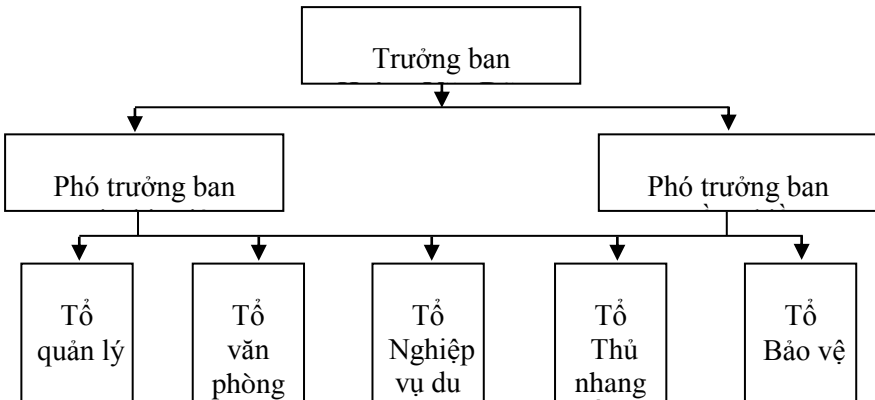 Trưởng ban
Phó trưởng ban
Phó trưởng ban
Tổ
quản lý
Tổ
văn
phòng
Tổ
Nghiệp
vụ du
Tổ
Thủ
nhang
Tổ
Bảo vệ